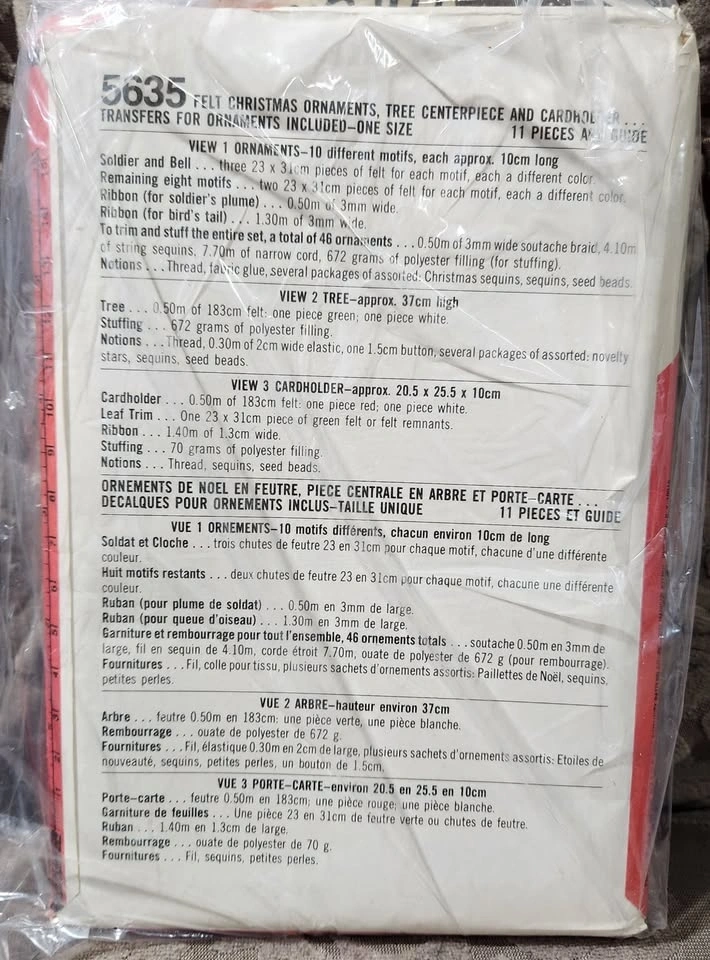 5635 FELT CHRISTMAS ORNAMENTS, TREE CENTERPIECE AND CARDHOLDER ...
TRANSFERS FOR ORNAMENTS INCLUDED–ONE SIZE 11 PIECES AND GUIDE
VIEW 1 ORNAMENTS–10 different motifs, each approx. 10cm long
Soldier and Bell ... three 23 x 31cm pieces of felt for each motif, each a different color.
Remaining eight motifs ... two 23 x 31cm pieces of felt for each motif, each a different color.
Ribbon (for soldier's plume) ... 0.50m of 3mm wide.
Ribbon (for bird's tail) ... 1.30m of 3mm wide.
To trim and stuff the entire set, a total of 46 ornaments ... 0.50m of 3mm wide soutache braid, 4.10m
of string sequins, 7.70m of narrow cord, 672 grams of polyester filling (for stuffing).
Notions ... Thread, fabric glue, several packages of assorted: Christmas sequins, sequins, seed beads.
VIEW 2 TREE–approx. 37cm high
Tree ... 0.50m of 183cm felt: one piece green; one piece white.
Stuffing ... 672 grams of polyester filling.
Notions ... Thread, 0.30m of 2cm wide elastic, one 1.5cm button, several packages of assorted: novelty
stars, sequins, seed beads.
VIEW 3 CARDHOLDER–approx. 20.5 x 25.5 x 10cm
Cardholder ... 0.50m of 183cm felt: one piece red; one piece white.
Leaf Trim ... One 23 x 31cm piece of green felt or felt remnants.
Ribbon ... 1.40m of 1.3cm wide.
Stuffing ... 70 grams of polyester filling.
Notions ... Thread, sequins, seed beads.
ORNEMENTS DE NOEL EN FEUTRE, PIECE CENTRALE EN ARBRE ET PORTE–CARTE ...
DECALQUES POUR ORNEMENTS INCLUS–TAILLE UNIQUE 11 PIECES ET GUIDE
VUE 1 ORNEMENTS–10 motifs différents, chacun environ 10cm de long
Soldat et Cloche ... trois chutes de feutre 23 en 31cm pour chaque motif, chacune d'une différente
couleur.
Huit motifs restants ... deux chutes de feutre 23 en 31cm pour chaque motif, chacune une différente
couleur.
Ruban (pour plume de soldat) ... 0.50m en 3mm de large.
Ruban (pour queue d'oiseau) ... 1.30m en 3mm de large.
Garniture et rembourrage pour tout l'ensemble, 46 ornements totals ... soutache 0.50m en 3mm de
large, fil en sequin de 4.10m, corde étroit 7.70m, ouate de polyester de 672 g (pour rembourrage).
Fournitures ... Fil, colle pour tissu, plusieurs sachets d'ornements assortis: Paillettes de Noël, sequins,
petites perles.
VUE 2 ARBRE–hauteur environ 37cm
Arbre ... feutre 0.50m en 183cm: une pièce verte, une pièce blanche.
Rembourrage ... ouate de polyester de 672 g.
Fournitures ... Fil, élastique 0.30m en 2cm de large, plusieurs sachets d'ornements assortis: Etoiles de
nouveauté, sequins, petites perles, un bouton de 1.5cm.
VUE 3 PORTE-CARTE–environ 20.5 en 25.5 en 10cm
Porte-carte ... feutre 0.50m en 183cm; une pièce rouge; une pièce blanche.
Garniture de feuilles ... Une pièce 23 en 31cm de feutre verte ou chutes de feutre.
Ruban ... 1.40m en 1.3cm de large.
Rembourrage ... ouate de polyester de 70 g.
Fournitures ... Fil, sequins, petites perles.